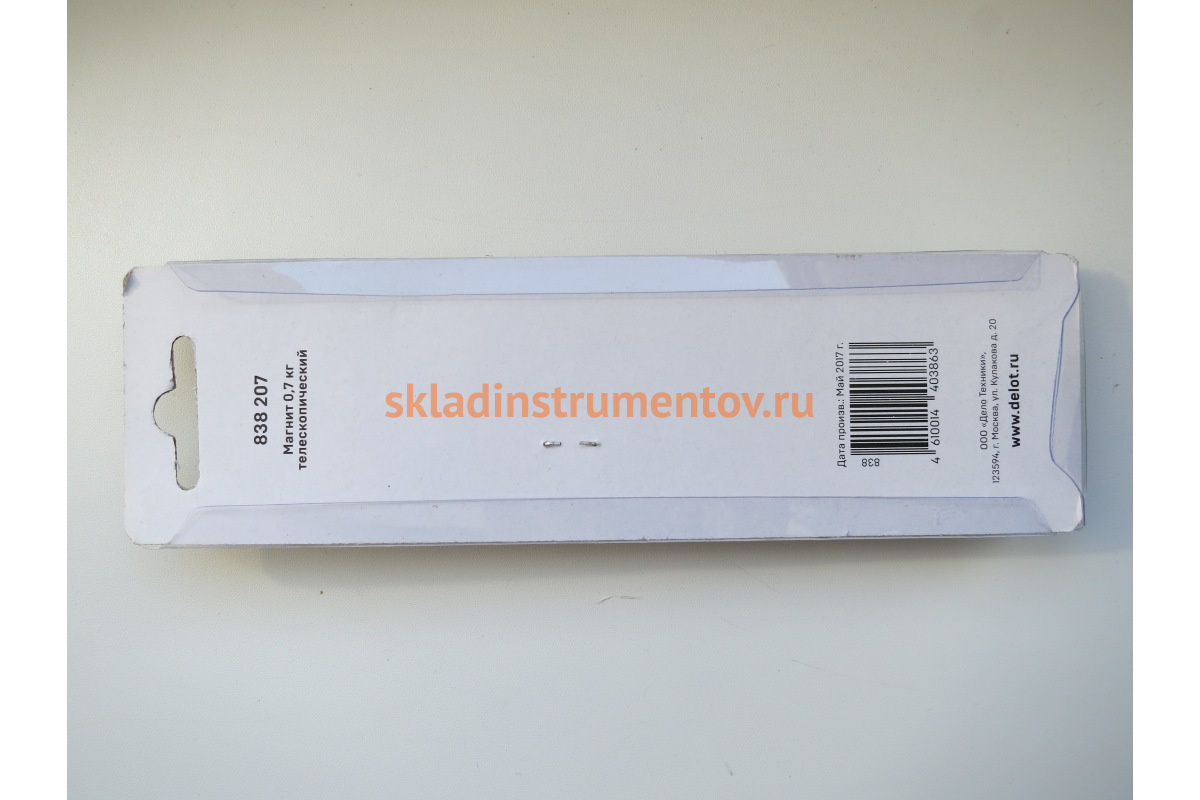 838 207
Магнит 0,7 кг
телескопический
skladinstrumentov.ru
Дата произв.: Май 2017 г.
838
4 610014 403863
ООО «Дело Техники»,
123594, г. Москва, ул. Кулакова д. 20
www.delot.ru